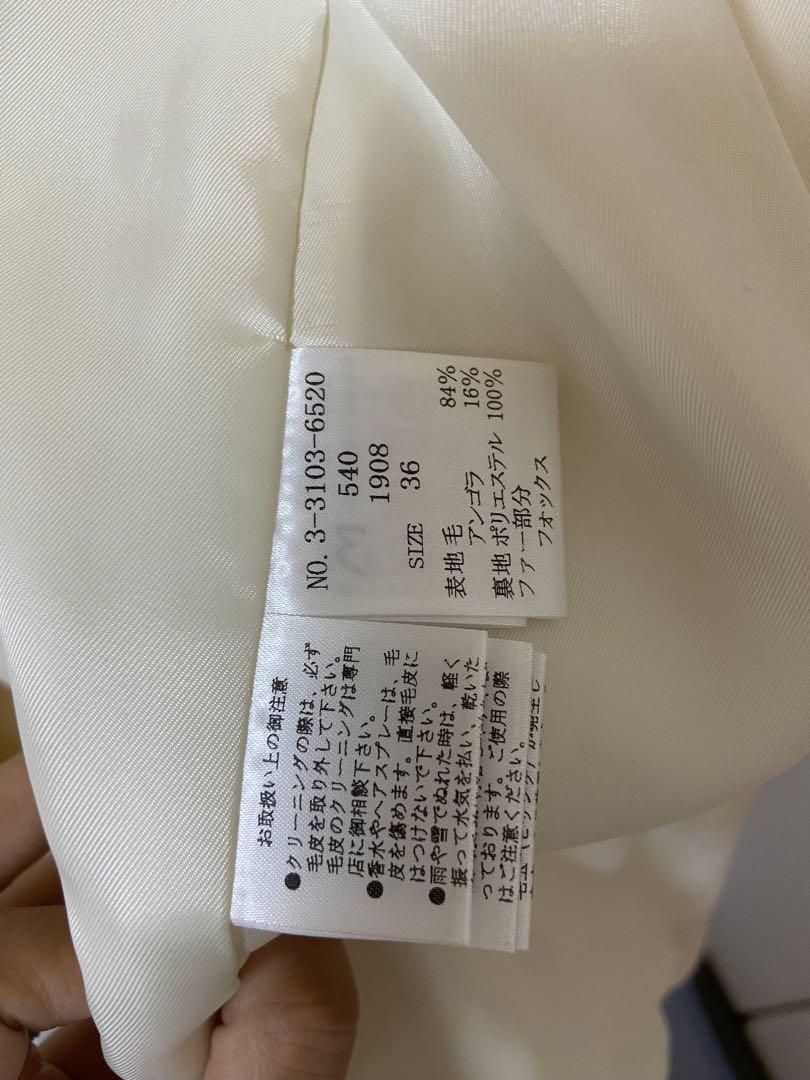 NO. 3-3103-6520
540
1908
SIZE 36
表地 毛 84%
アンゴラ 16%
裏地 ポリエステル 100%
ファー部分
フォックス
お取扱い上の御注意
●クリーニングの際は、必ず
毛皮を取り外して下さい。
毛皮のクリーニングは専門
店に御相談下さい。
●香水やヘアスプレーは、毛
皮を傷めます。直接毛皮に
はつけないで下さい。
●雨や雪でぬれた時は、軽く
振って水気を払い、乾いた
っております。ご使用の際
はご注意ください。